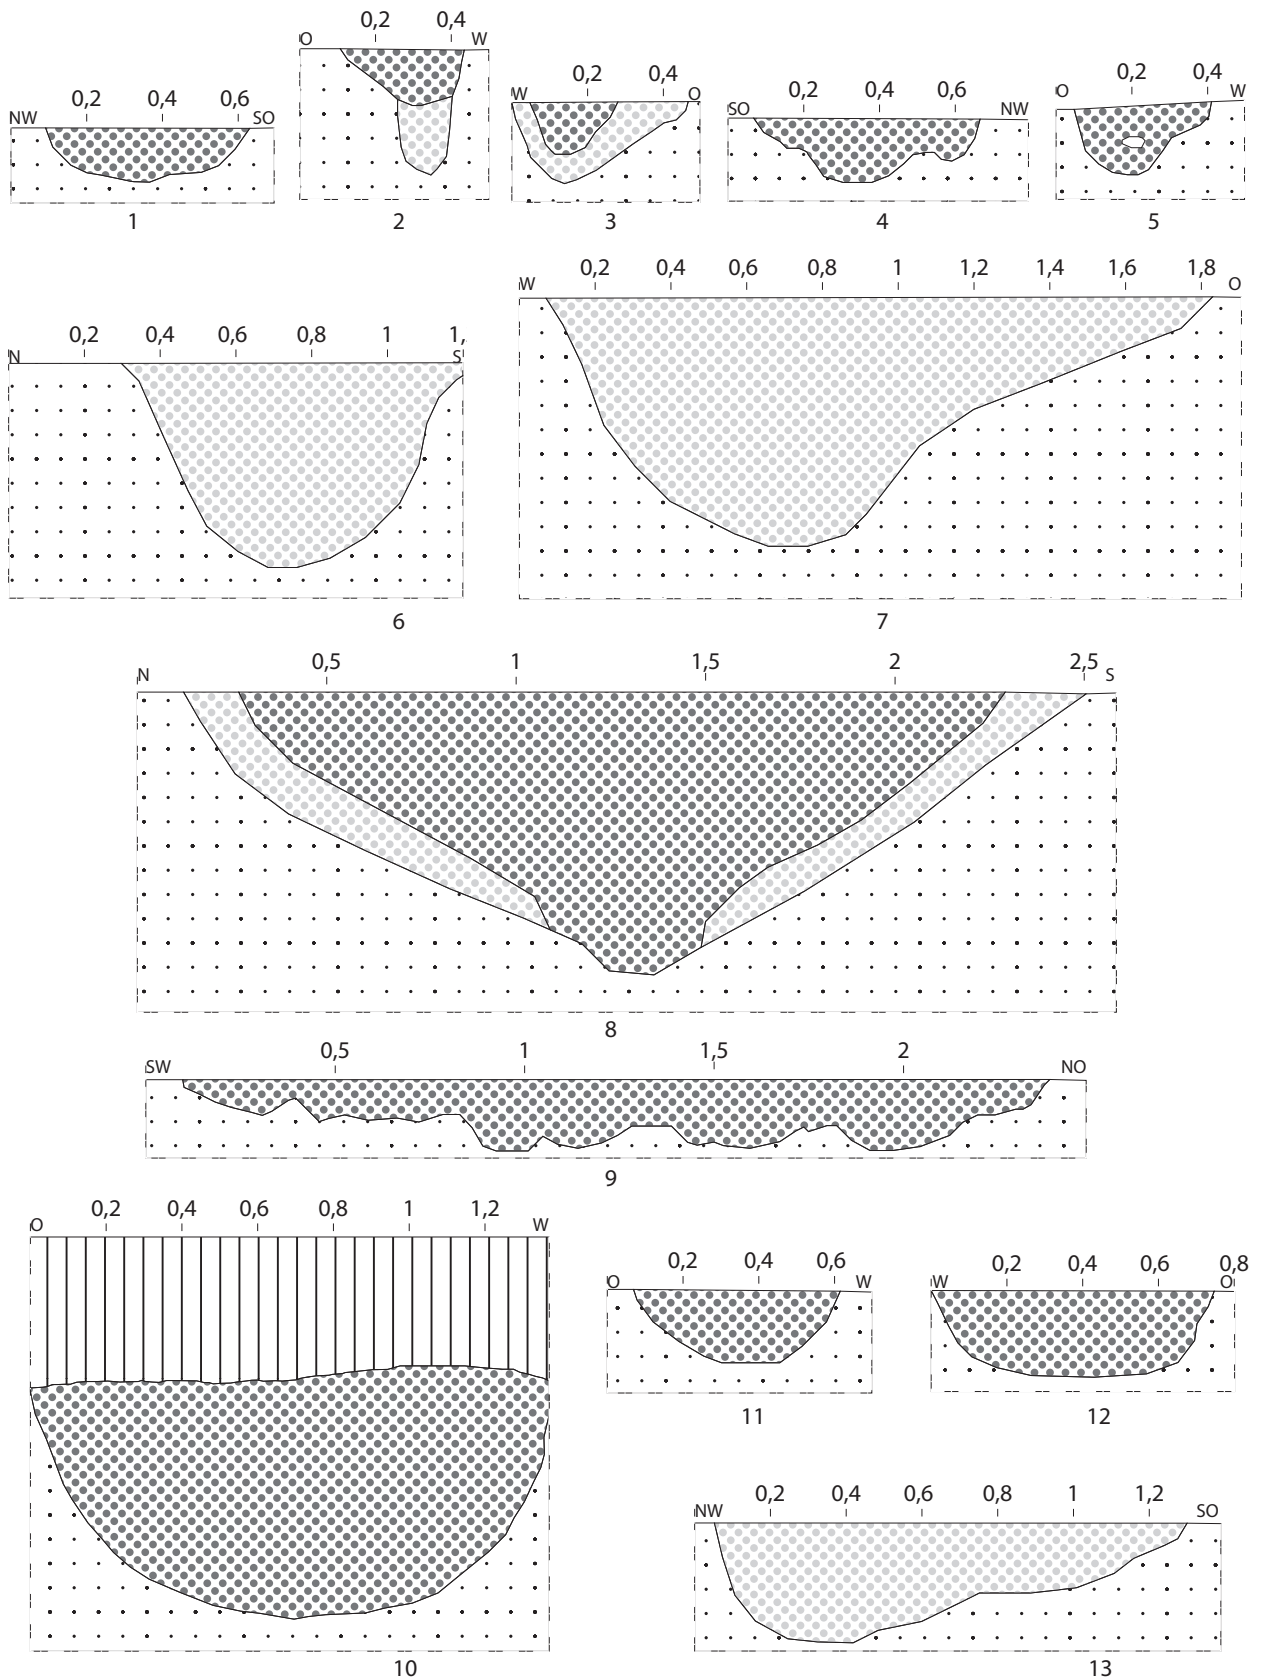 0,2 0,4
O W
0,2 0,4 0,6
NW SO
0,2 0,4
W O
0,2 0,4 0,6
SO NW
0,2 0,4
O W
1 2 3 4 5
0,2 0,4 0,6 0,8 1 1,2 1,4 1,6 1,8
W O
0,2 0,4 0,6 0,8 1 1,
N S
6 7
0,5 1 1,5 2 2,5
N S
8
0,5 1 1,5 2
SW NO
9
0,2 0,4 0,6 0,8 1 1,2
O W
0,2 0,4 0,6
O W
0,2 0,4 0,6 0,8
W O
11 12
0,2 0,4 0,6 0,8 1 1,2
NW SO
10 13